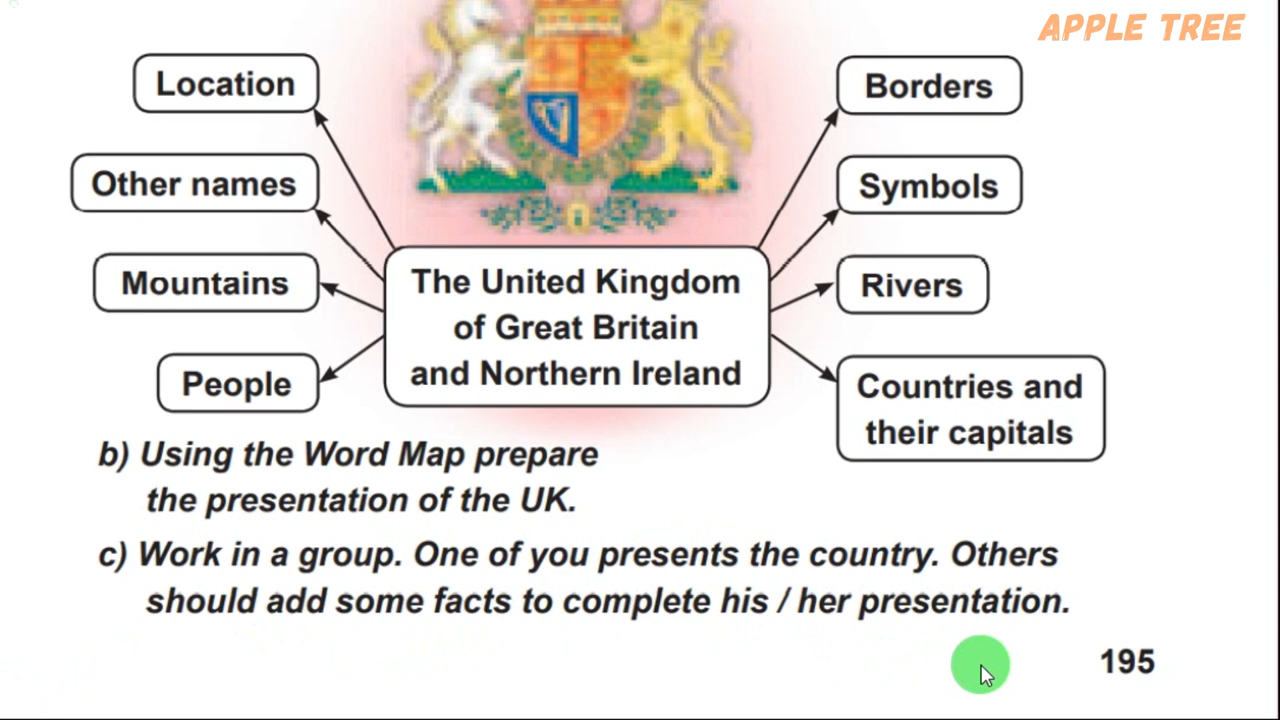 APPLE TREE
Location
Borders
Other names
Symbols
Mountains
The United Kingdom
of Great Britain
and Northern Ireland
Rivers
People
Countries and
their capitals
b) Using the Word Map prepare
the presentation of the UK.
c) Work in a group. One of you presents the country. Others
should add some facts to complete his / her presentation.
195